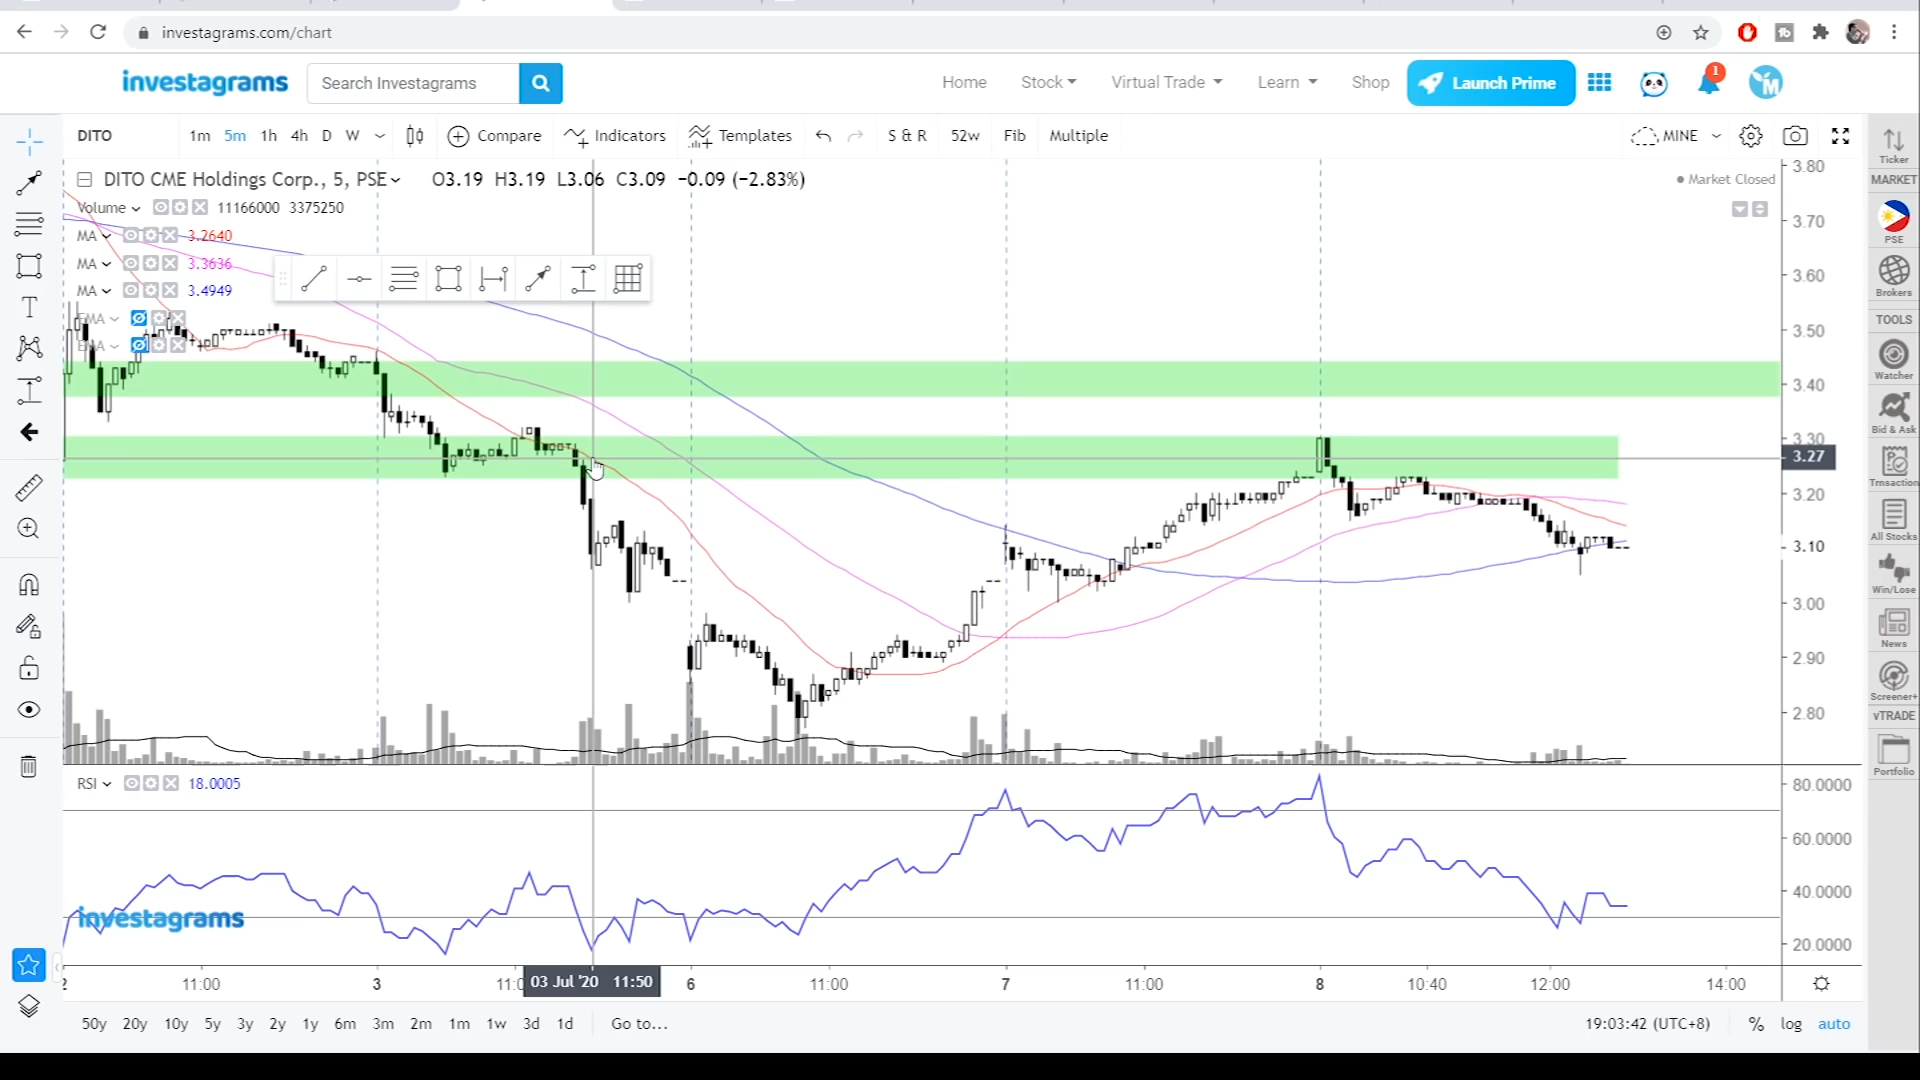 investagrams.com/chart
investagrams
Search Investagrams
Home
Stock
Virtual Trade
Learn
Shop
Launch Prime
1
M
DITO
1m 5m 1h 4h D W
Compare
Indicators
Templates
S & R
52w
Fib
Multiple
MINE
DITO CME Holdings Corp., 5, PSE O3.19 H3.19 L3.06 C3.09 −0.09 (−2.83%)
Market Closed
Volume 11166000 3375250
MA 3.2640
MA 3.3636
MA 3.4949
EMA
EMA
3.80
3.70
3.60
3.50
3.40
3.30
3.27
3.20
3.10
3.00
2.90
2.80
RSI 18.0005
80.0000
60.0000
40.0000
20.0000
investagrams
2 11:00 3 11:0 03 Jul '20 11:50 6 11:00 7 11:00 8 10:40 12:00 14:00
50y 20y 10y 5y 3y 2y 1y 6m 3m 2m 1m 1w 3d 1d Go to...
19:03:42 (UTC+8) % log auto
Ticker
MARKET
PSE
Brokers
TOOLS
Watcher
Bid & Ask
Trnsaction
All Stocks
Win/Lose
News
Screener+
vTRADE
Portfolio